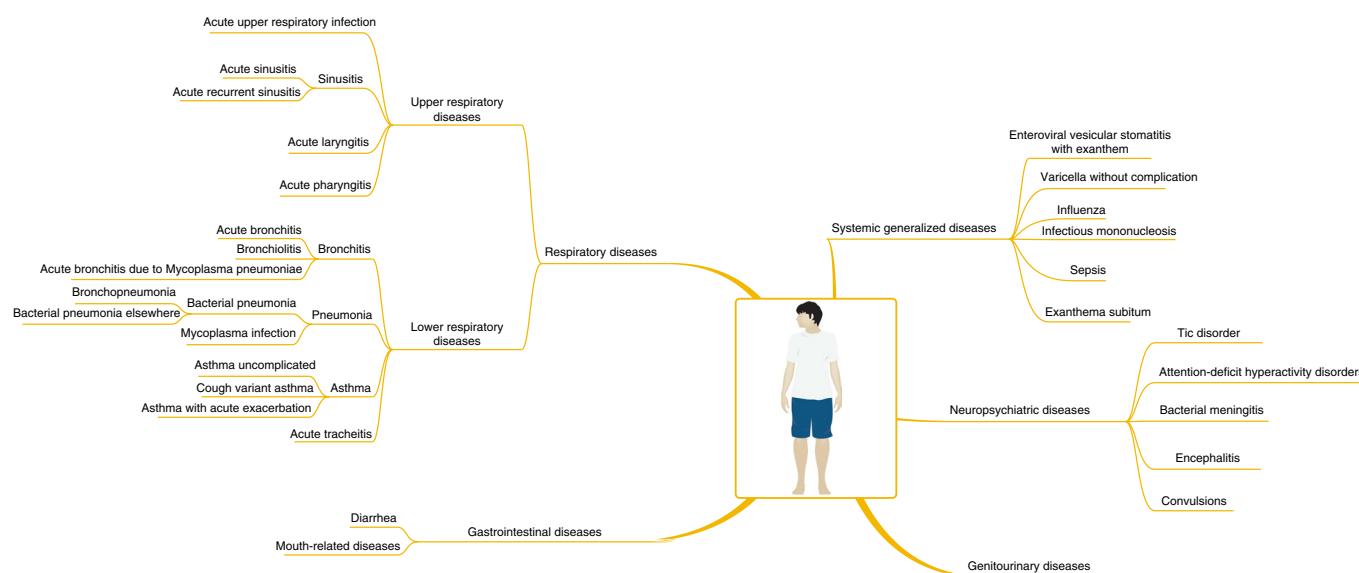 Acute upper respiratory infection
Acute sinusitis
Sinusitis
Acute recurrent sinusitis
Upper respiratory
diseases
Acute laryngitis
Acute pharyngitis
Respiratory diseases
Acute bronchitis
Bronchiolitis
Bronchitis
Acute bronchitis due to Mycoplasma pneumoniae
Bronchopneumonia
Bacterial pneumonia
Bacterial pneumonia elsewhere
Pneumonia
Mycoplasma infection
Lower respiratory
diseases
Asthma uncomplicated
Cough variant asthma
Asthma
Asthma with acute exacerbation
Acute tracheitis
Diarrhea
Gastrointestinal diseases
Mouth-related diseases
Systemic generalized diseases
Enteroviral vesicular stomatitis
with exanthem
Varicella without complication
Influenza
Infectious mononucleosis
Sepsis
Exanthema subitum
Neuropsychiatric diseases
Tic disorder
Attention-deficit hyperactivity disorders
Bacterial meningitis
Encephalitis
Convulsions
Genitourinary diseases